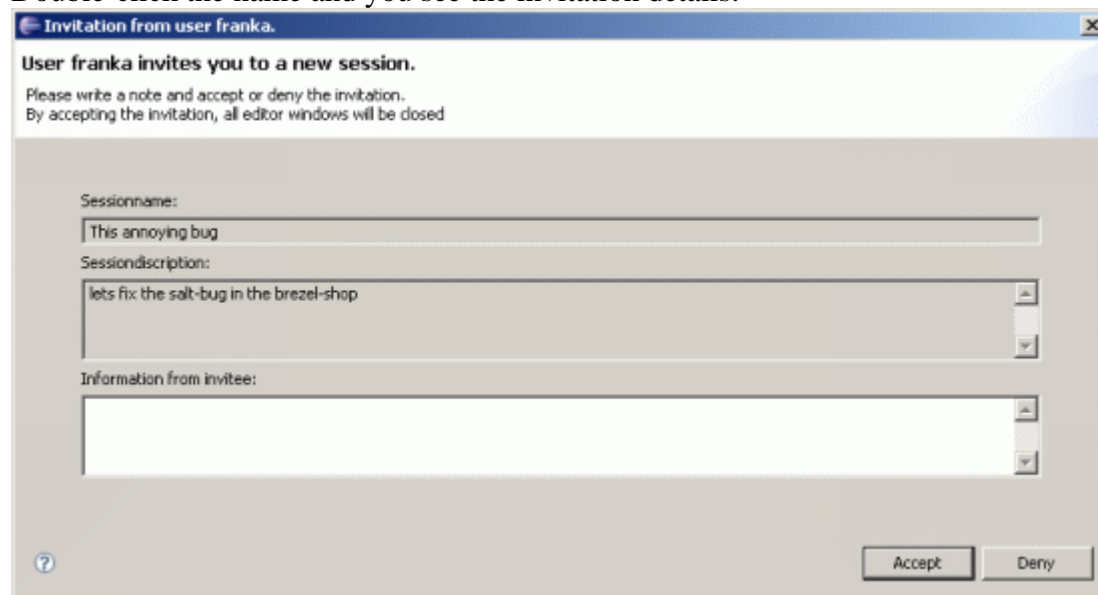 Double-click the name and you see the invitation details:
Invitation from user franka.
User franka invites you to a new session.
Please write a note and accept or deny the invitation.
By accepting the invitation, all editor windows will be closed
Sessionname:
This annoying bug
Sessiondiscription:
lets fix the salt-bug in the brezel-shop
Information from invitee:
Accept Deny